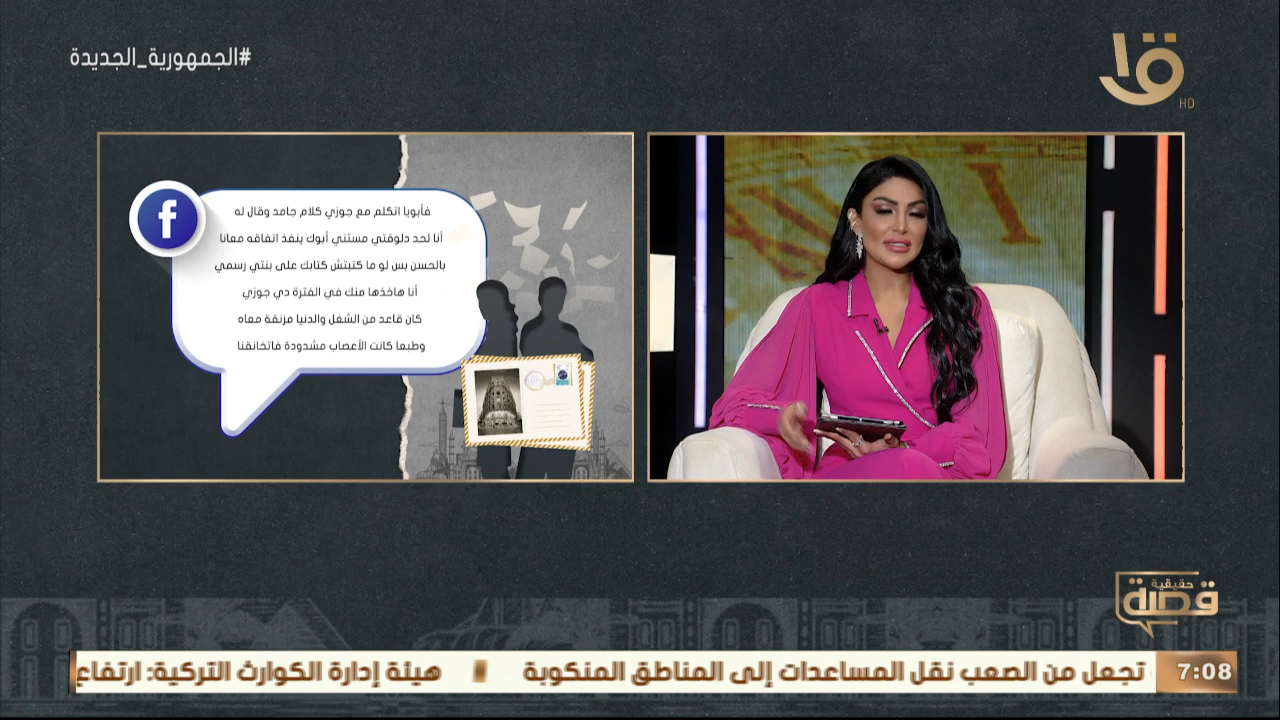 #الجمهورية_الجديدة
HD
f
فأبويا اتكلم مع جوزي كلام جامد وقال له
أنا لحد دلوقتي مستني أبوك ينفذ اتفاقه معانا
بالحسن بس لو ما كتبتش كتابك على بنتي رسمي
أنا هاخذها منك في الفترة دي جوزي
كان قاعد من الشغل والدنيا مزنقة معاه
وطبعا كانت الأعصاب مشدودة فاتخانقنا
قصة
حقيقية
7:08
تجعل من الصعب نقل المساعدات إلى المناطق المنكوبة
هيئة إدارة الكوارث التركية: ارتفاع